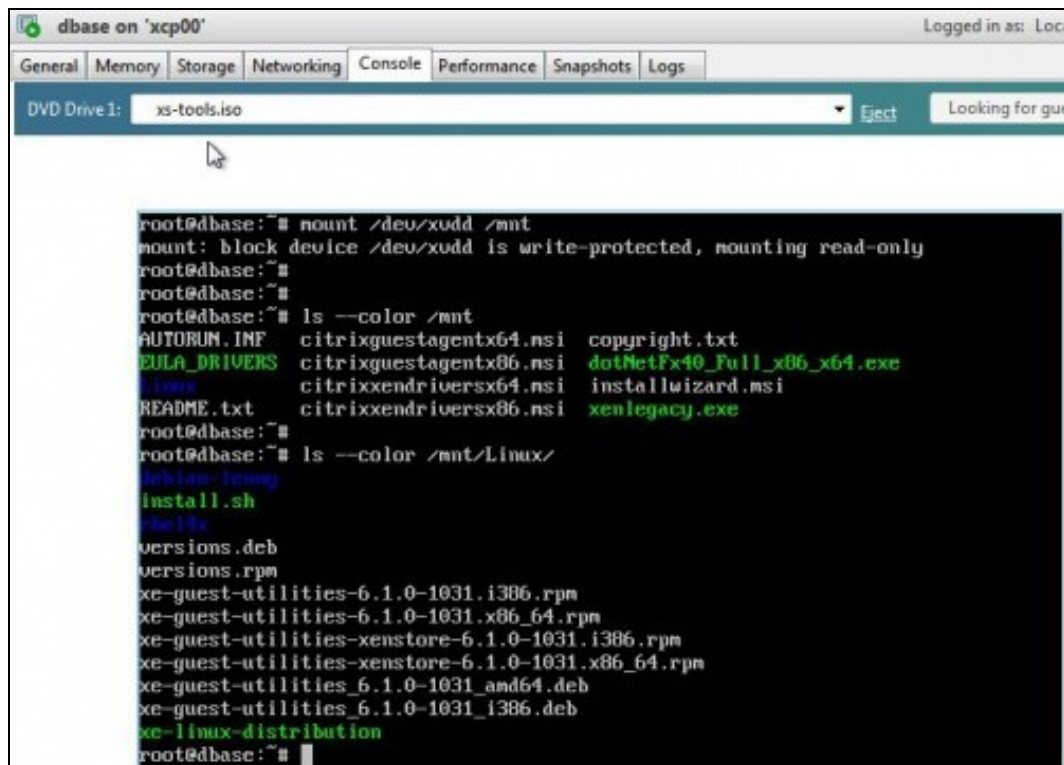 dbase on 'xcp00' Logged in as: Loc
General Memory Storage Networking Console Performance Snapshots Logs
DVD Drive 1: xs-tools.iso Eject Looking for gue
root@dbase:~# mount /dev/xvdd /mnt
mount: block device /dev/xvdd is write-protected, mounting read-only
root@dbase:~#
root@dbase:~#
root@dbase:~# ls --color /mnt
AUTORUN.INF citrixguestagentx64.msi copyright.txt
EULA_DRIVERS citrixguestagentx86.msi dotNetFx40_Full_x86_x64.exe
Linux citrixxendriversx64.msi installwizard.msi
README.txt citrixxendriversx86.msi xenlegacy.exe
root@dbase:~#
root@dbase:~# ls --color /mnt/Linux/
debian-lenny
install.sh
rhel4x
versions.deb
versions.rpm
xe-guest-utilities-6.1.0-1031.i386.rpm
xe-guest-utilities-6.1.0-1031.x86_64.rpm
xe-guest-utilities-xenstore-6.1.0-1031.i386.rpm
xe-guest-utilities-xenstore-6.1.0-1031.x86_64.rpm
xe-guest-utilities_6.1.0-1031_amd64.deb
xe-guest-utilities_6.1.0-1031_i386.deb
xe-linux-distribution
root@dbase:~#